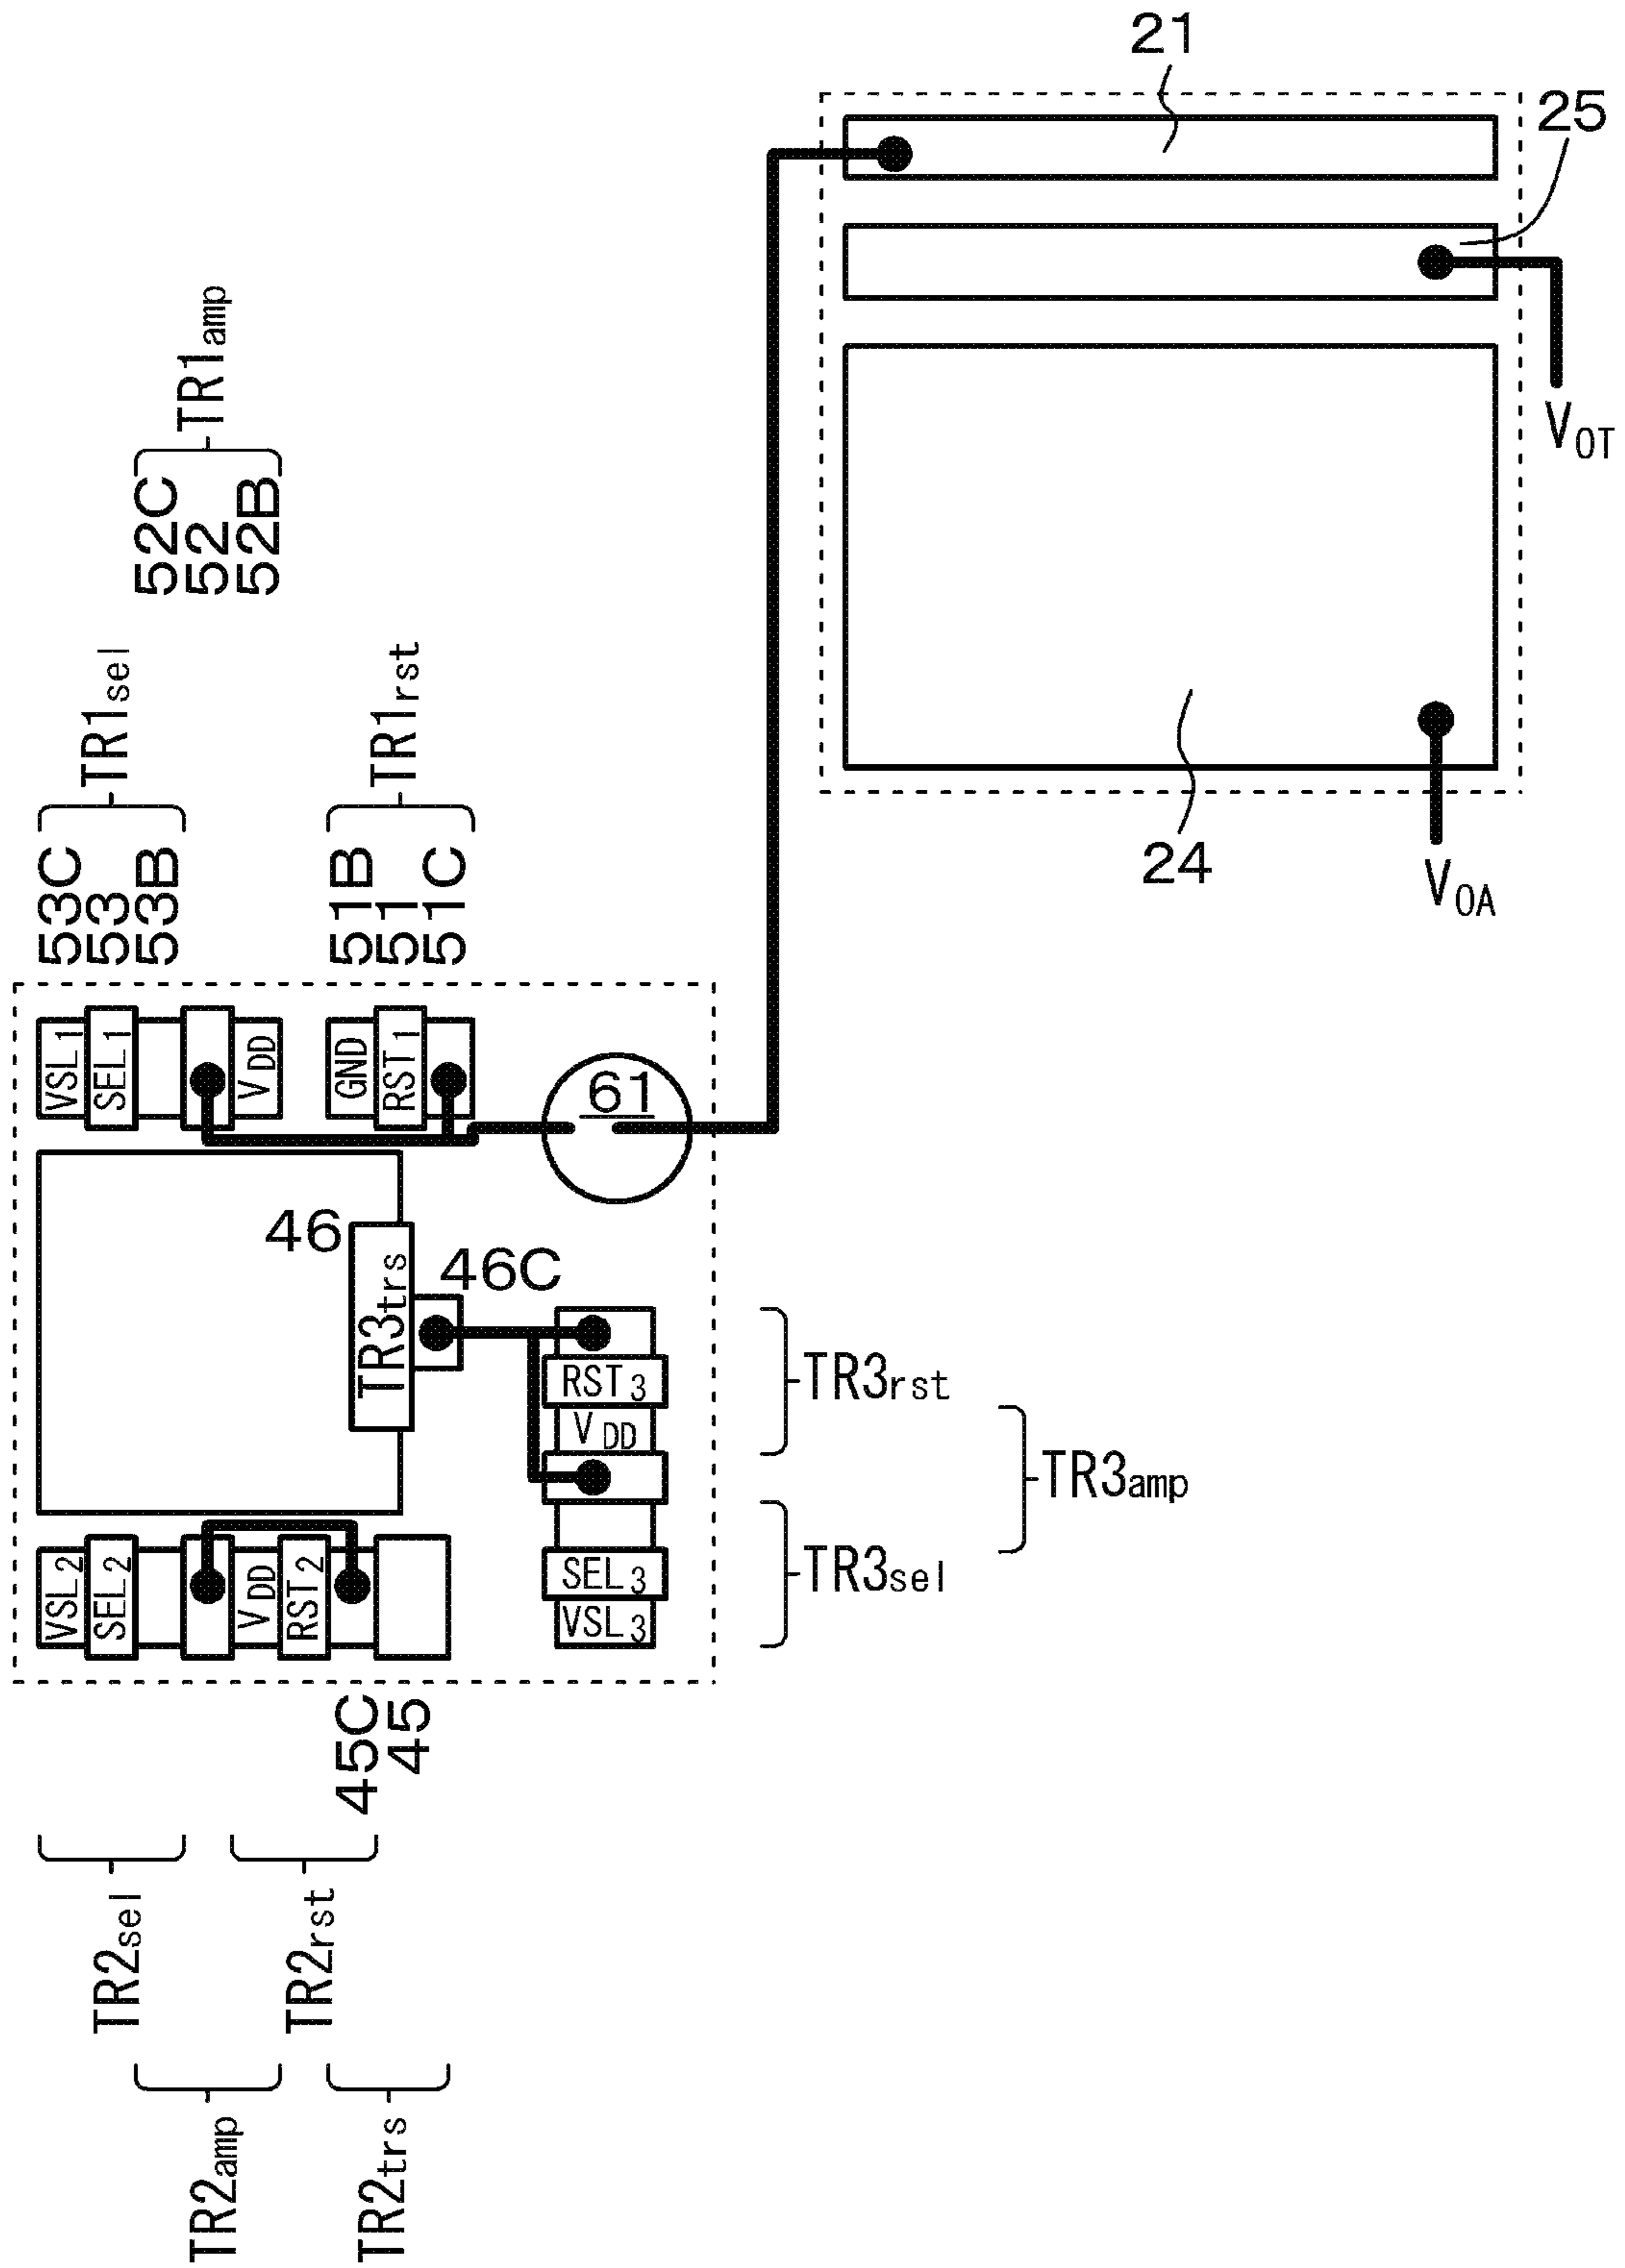 21
25
V_OT
24
V_OA
52C
52
52B
TR1amp
53C
53
53B
TR1sel
51B
51
51C
TR1rst
VSL1
SEL1
VDD
GND
RST1
61
46
TR3trs
46C
RST3
VDD
SEL3
VSL3
TR3rst
TR3amp
TR3sel
VSL2
SEL2
VDD
RST2
45C
45
TR2sel
TR2rst
TR2amp
TR2trs